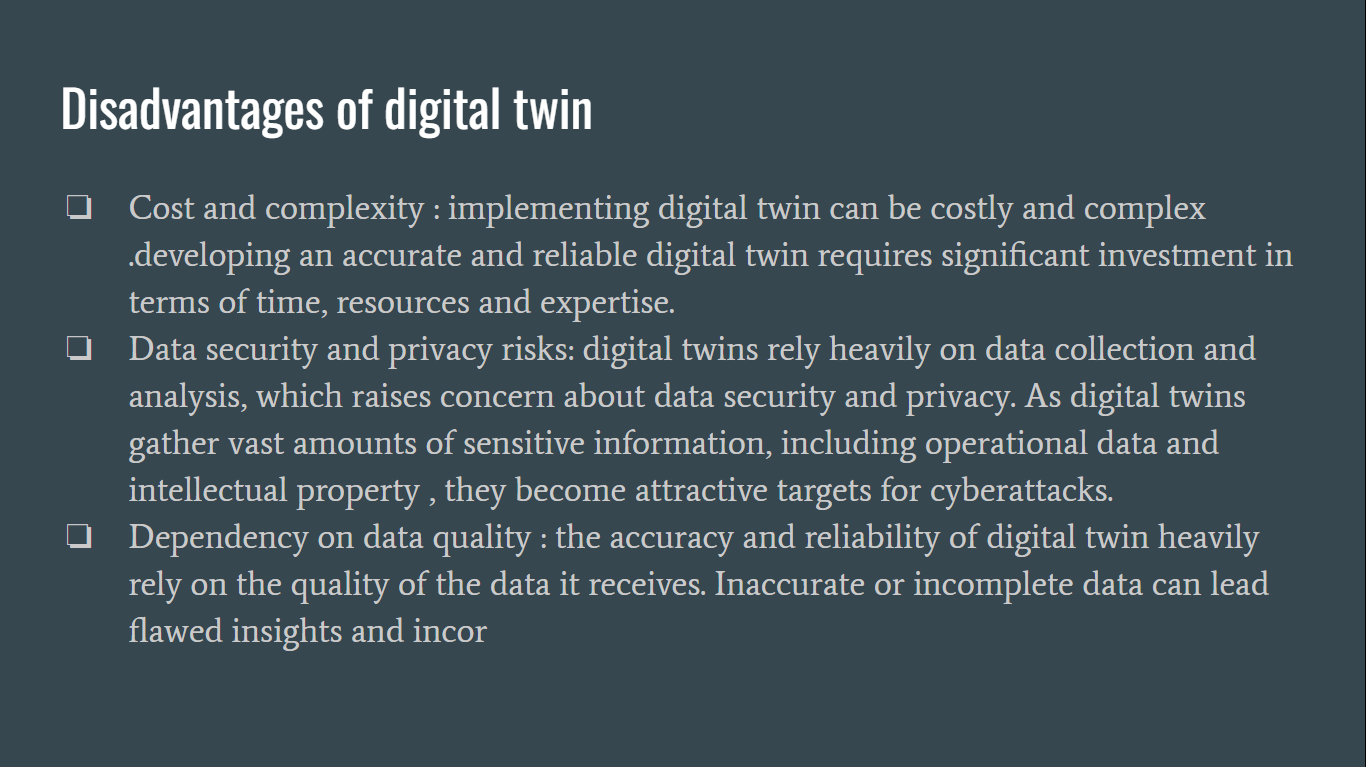 Disadvantages of digital twin
❏ Cost and complexity : implementing digital twin can be costly and complex
.developing an accurate and reliable digital twin requires significant investment in
terms of time, resources and expertise.
❏ Data security and privacy risks: digital twins rely heavily on data collection and
analysis, which raises concern about data security and privacy. As digital twins
gather vast amounts of sensitive information, including operational data and
intellectual property , they become attractive targets for cyberattacks.
❏ Dependency on data quality : the accuracy and reliability of digital twin heavily
rely on the quality of the data it receives. Inaccurate or incomplete data can lead
flawed insights and incor